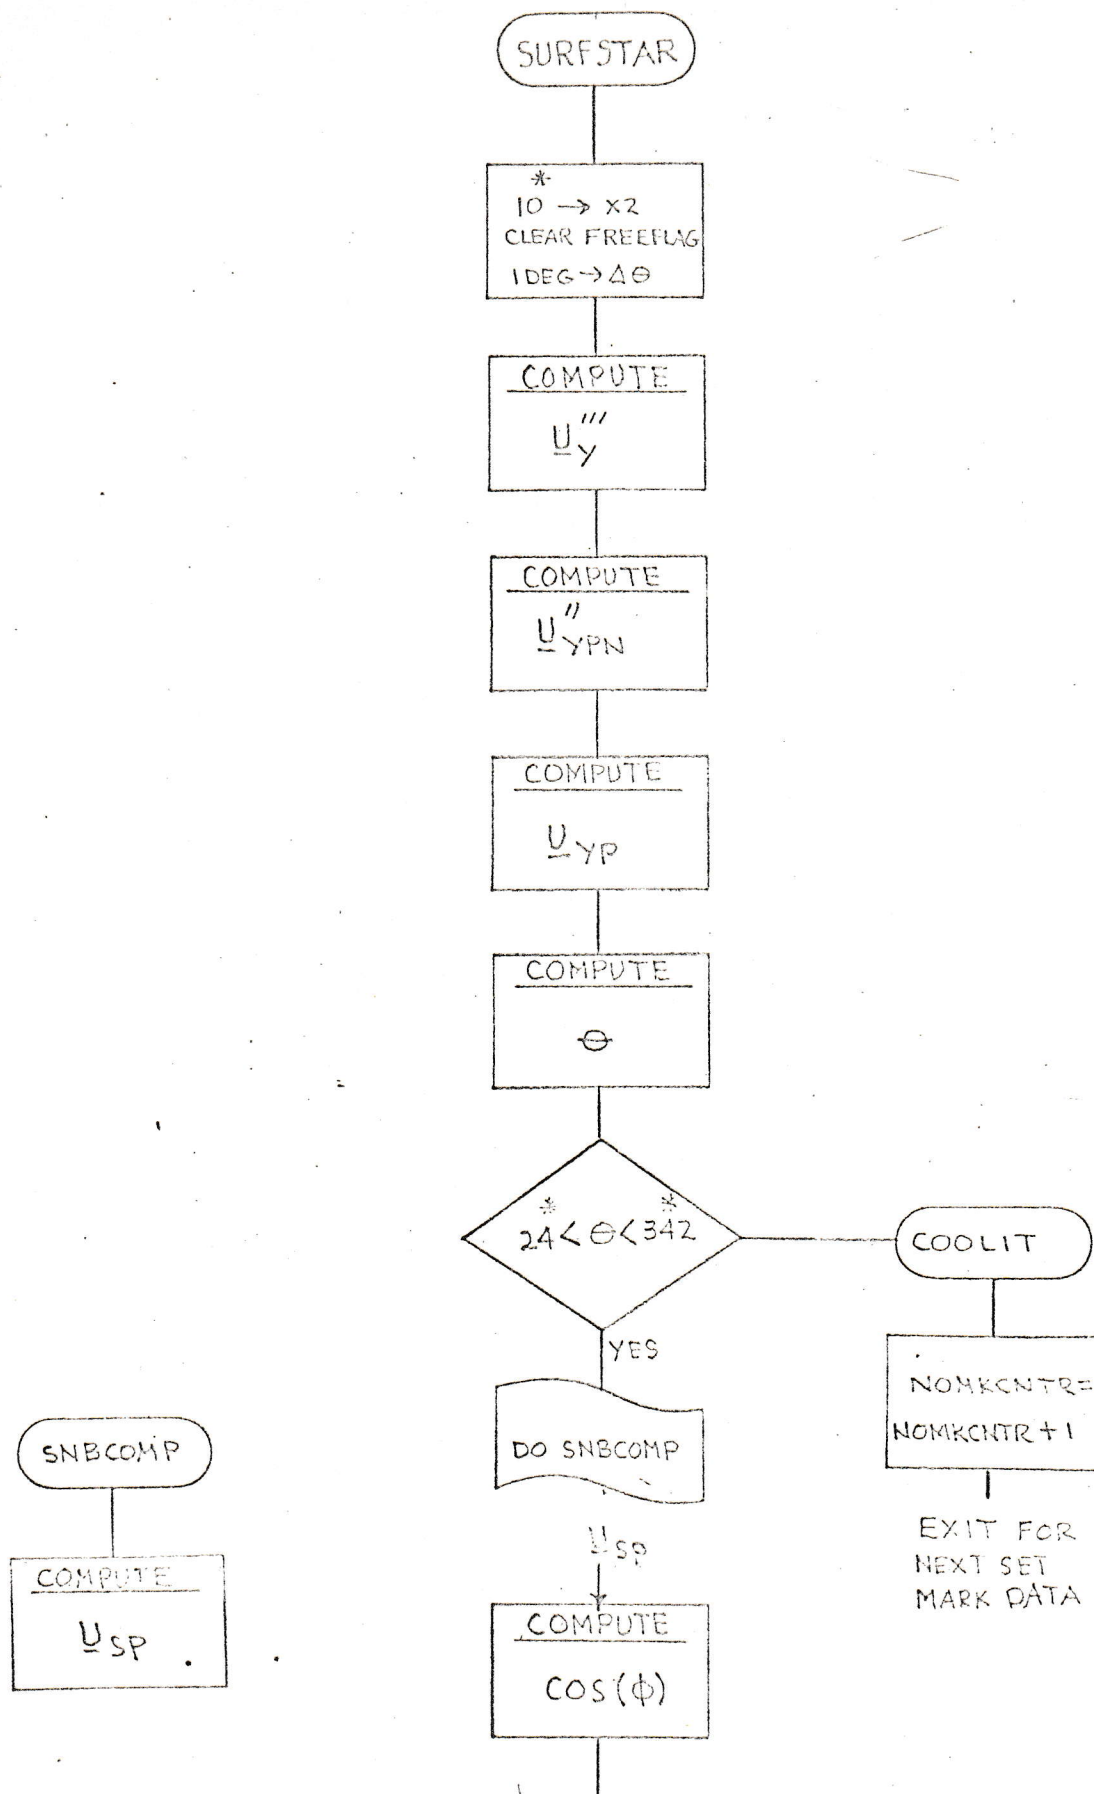 SURFSTAR
*
10 → X2
CLEAR FREEFLAG
1DEG→Δθ
COMPUTE
U'''Y
COMPUTE
U''YPN
COMPUTE
UYP
COMPUTE
θ
* *
24<θ<342
YES
COOLIT
NOMKCNTR=
NOMKCNTR+1
EXIT FOR
NEXT SET
MARK DATA
DO SNBCOMP
USP
COMPUTE
COS(ϕ)
SNBCOMP
COMPUTE
USP